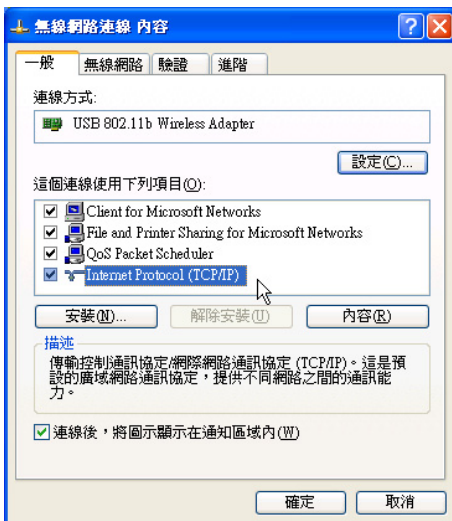 無線網路連線 內容
一般
無線網路
驗證
進階
連線方式:
USB 802.11b Wireless Adapter
設定(C)...
這個連線使用下列項目(O):
Client for Microsoft Networks
File and Printer Sharing for Microsoft Networks
QoS Packet Scheduler
Internet Protocol (TCP/IP)
安裝(N)...
解除安裝(U)
內容(R)
描述
傳輸控制通訊協定/網際網路通訊協定 (TCP/IP)。這是預
設的廣域網路通訊協定，提供不同網路之間的通訊能
力。
連線後，將圖示顯示在通知區域內(W)
確定
取消